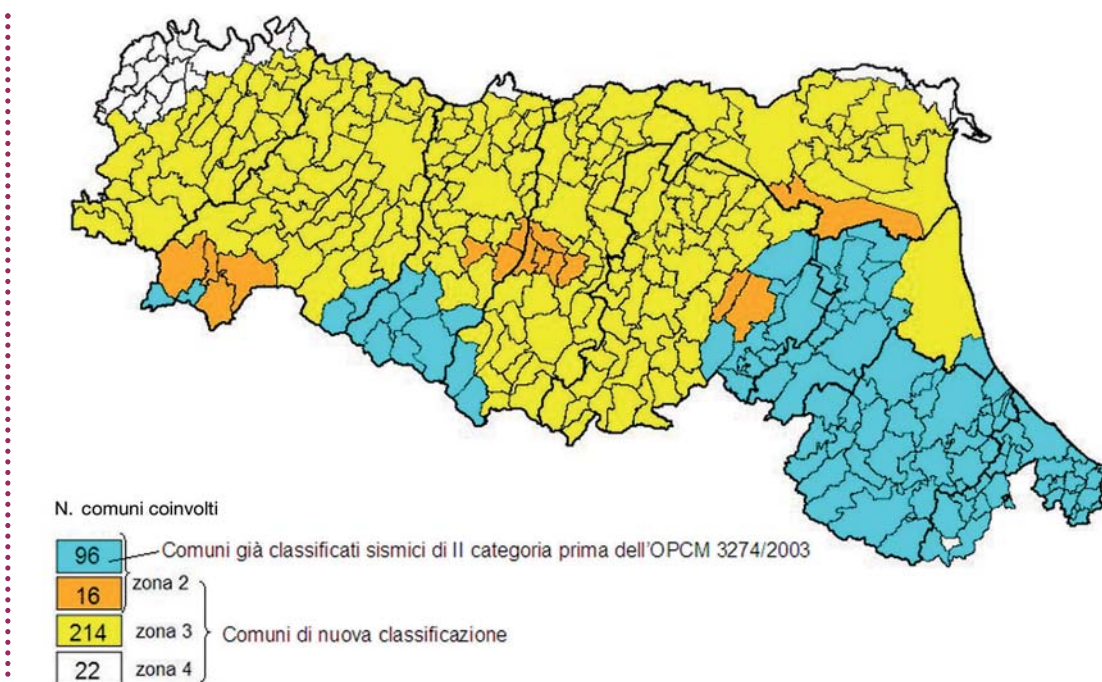 N. comuni coinvolti
96 Comuni già classificati sismici di II categoria prima dell'OPCM 3274/2003
zona 2
16
214 zona 3 Comuni di nuova classificazione
22 zona 4